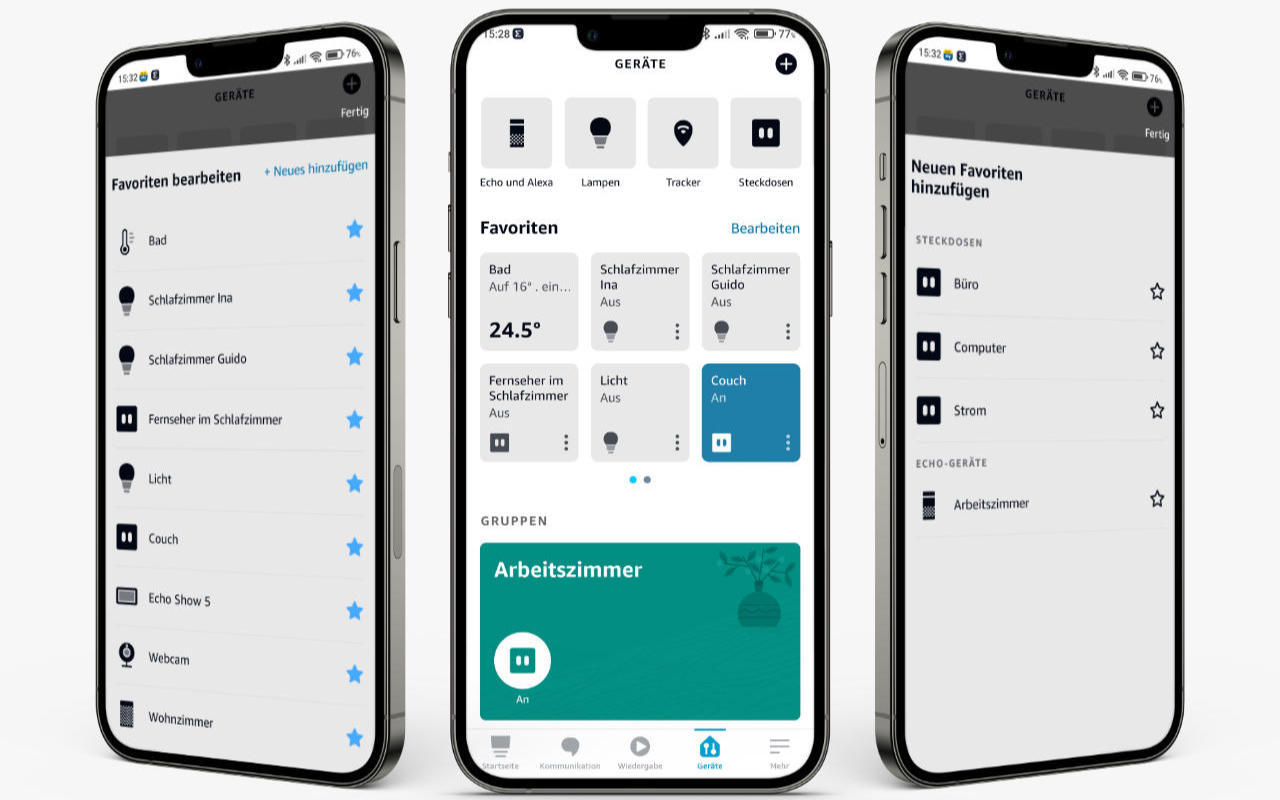 15:32
76%
GERÄTE
Fertig
Favoriten bearbeiten
+ Neues hinzufügen
Bad
Schlafzimmer Ina
Schlafzimmer Guido
Fernseher im Schlafzimmer
Licht
Couch
Echo Show 5
Webcam
Wohnzimmer
15:28
77%
GERÄTE
Echo und Alexa
Lampen
Tracker
Steckdosen
Favoriten
Bearbeiten
Bad
Auf 16° . ein...
24.5°
Schlafzimmer
Ina
Aus
Schlafzimmer
Guido
Aus
Fernseher im
Schlafzimmer
Aus
Licht
Aus
Couch
An
GRUPPEN
Arbeitszimmer
An
Startseite
Kommunikation
Wiedergabe
Geräte
Mehr
15:32
76%
GERÄTE
Fertig
Neuen Favoriten
hinzufügen
STECKDOSEN
Büro
Computer
Strom
ECHO-GERÄTE
Arbeitszimmer